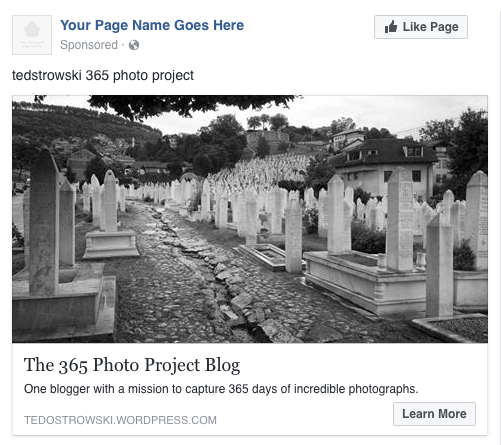 Your Page Name Goes Here
Like Page
Sponsored ·
tedstrowski 365 photo project
The 365 Photo Project Blog
One blogger with a mission to capture 365 days of incredible photographs.
TEDOSTROWSKI.WORDPRESS.COM
Learn More